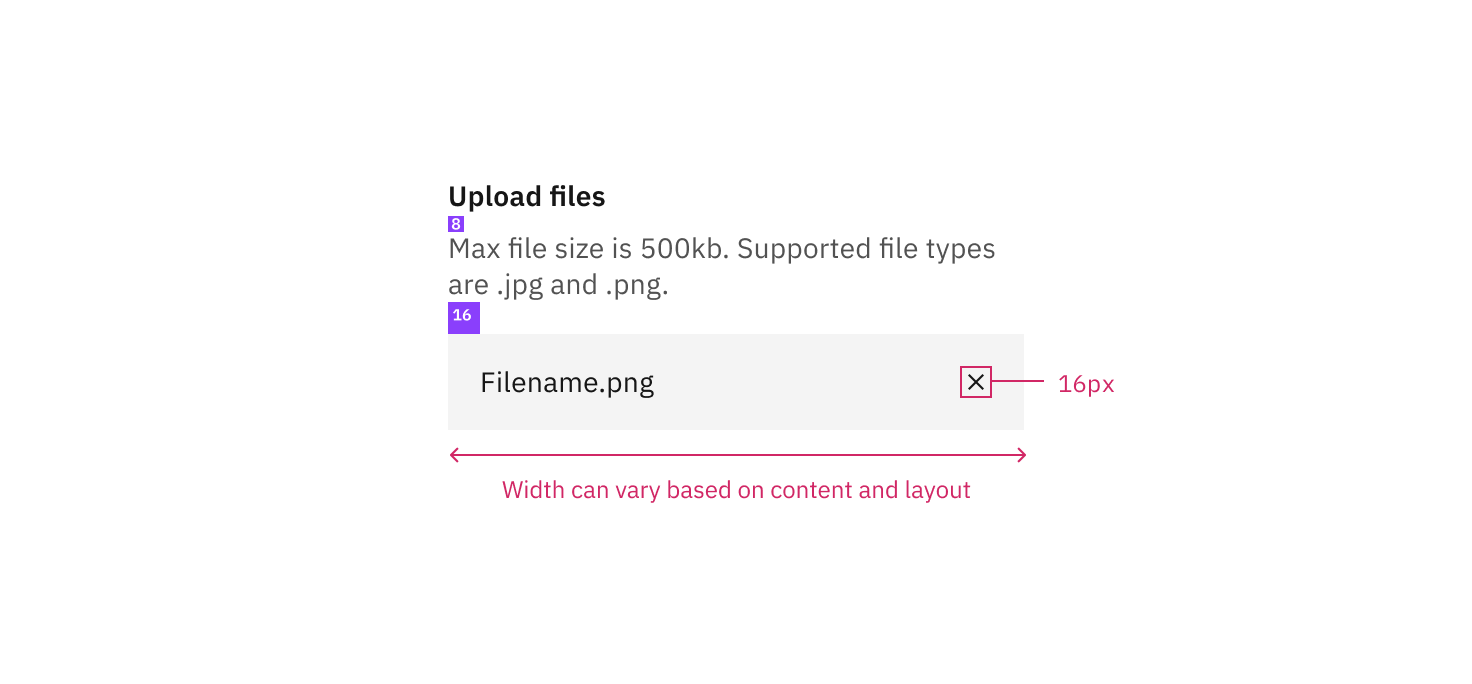 Upload files
8
Max file size is 500kb. Supported file types
are .jpg and .png.
16
Filename.png
16px
Width can vary based on content and layout